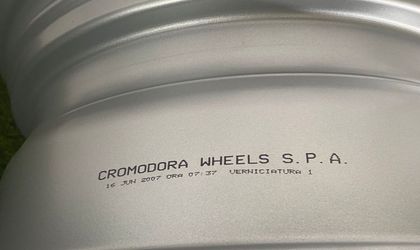 CROMODORA WHEELS S.P.A.
16 JUN 2007 ORA 07:37 VERNICIATURA 1